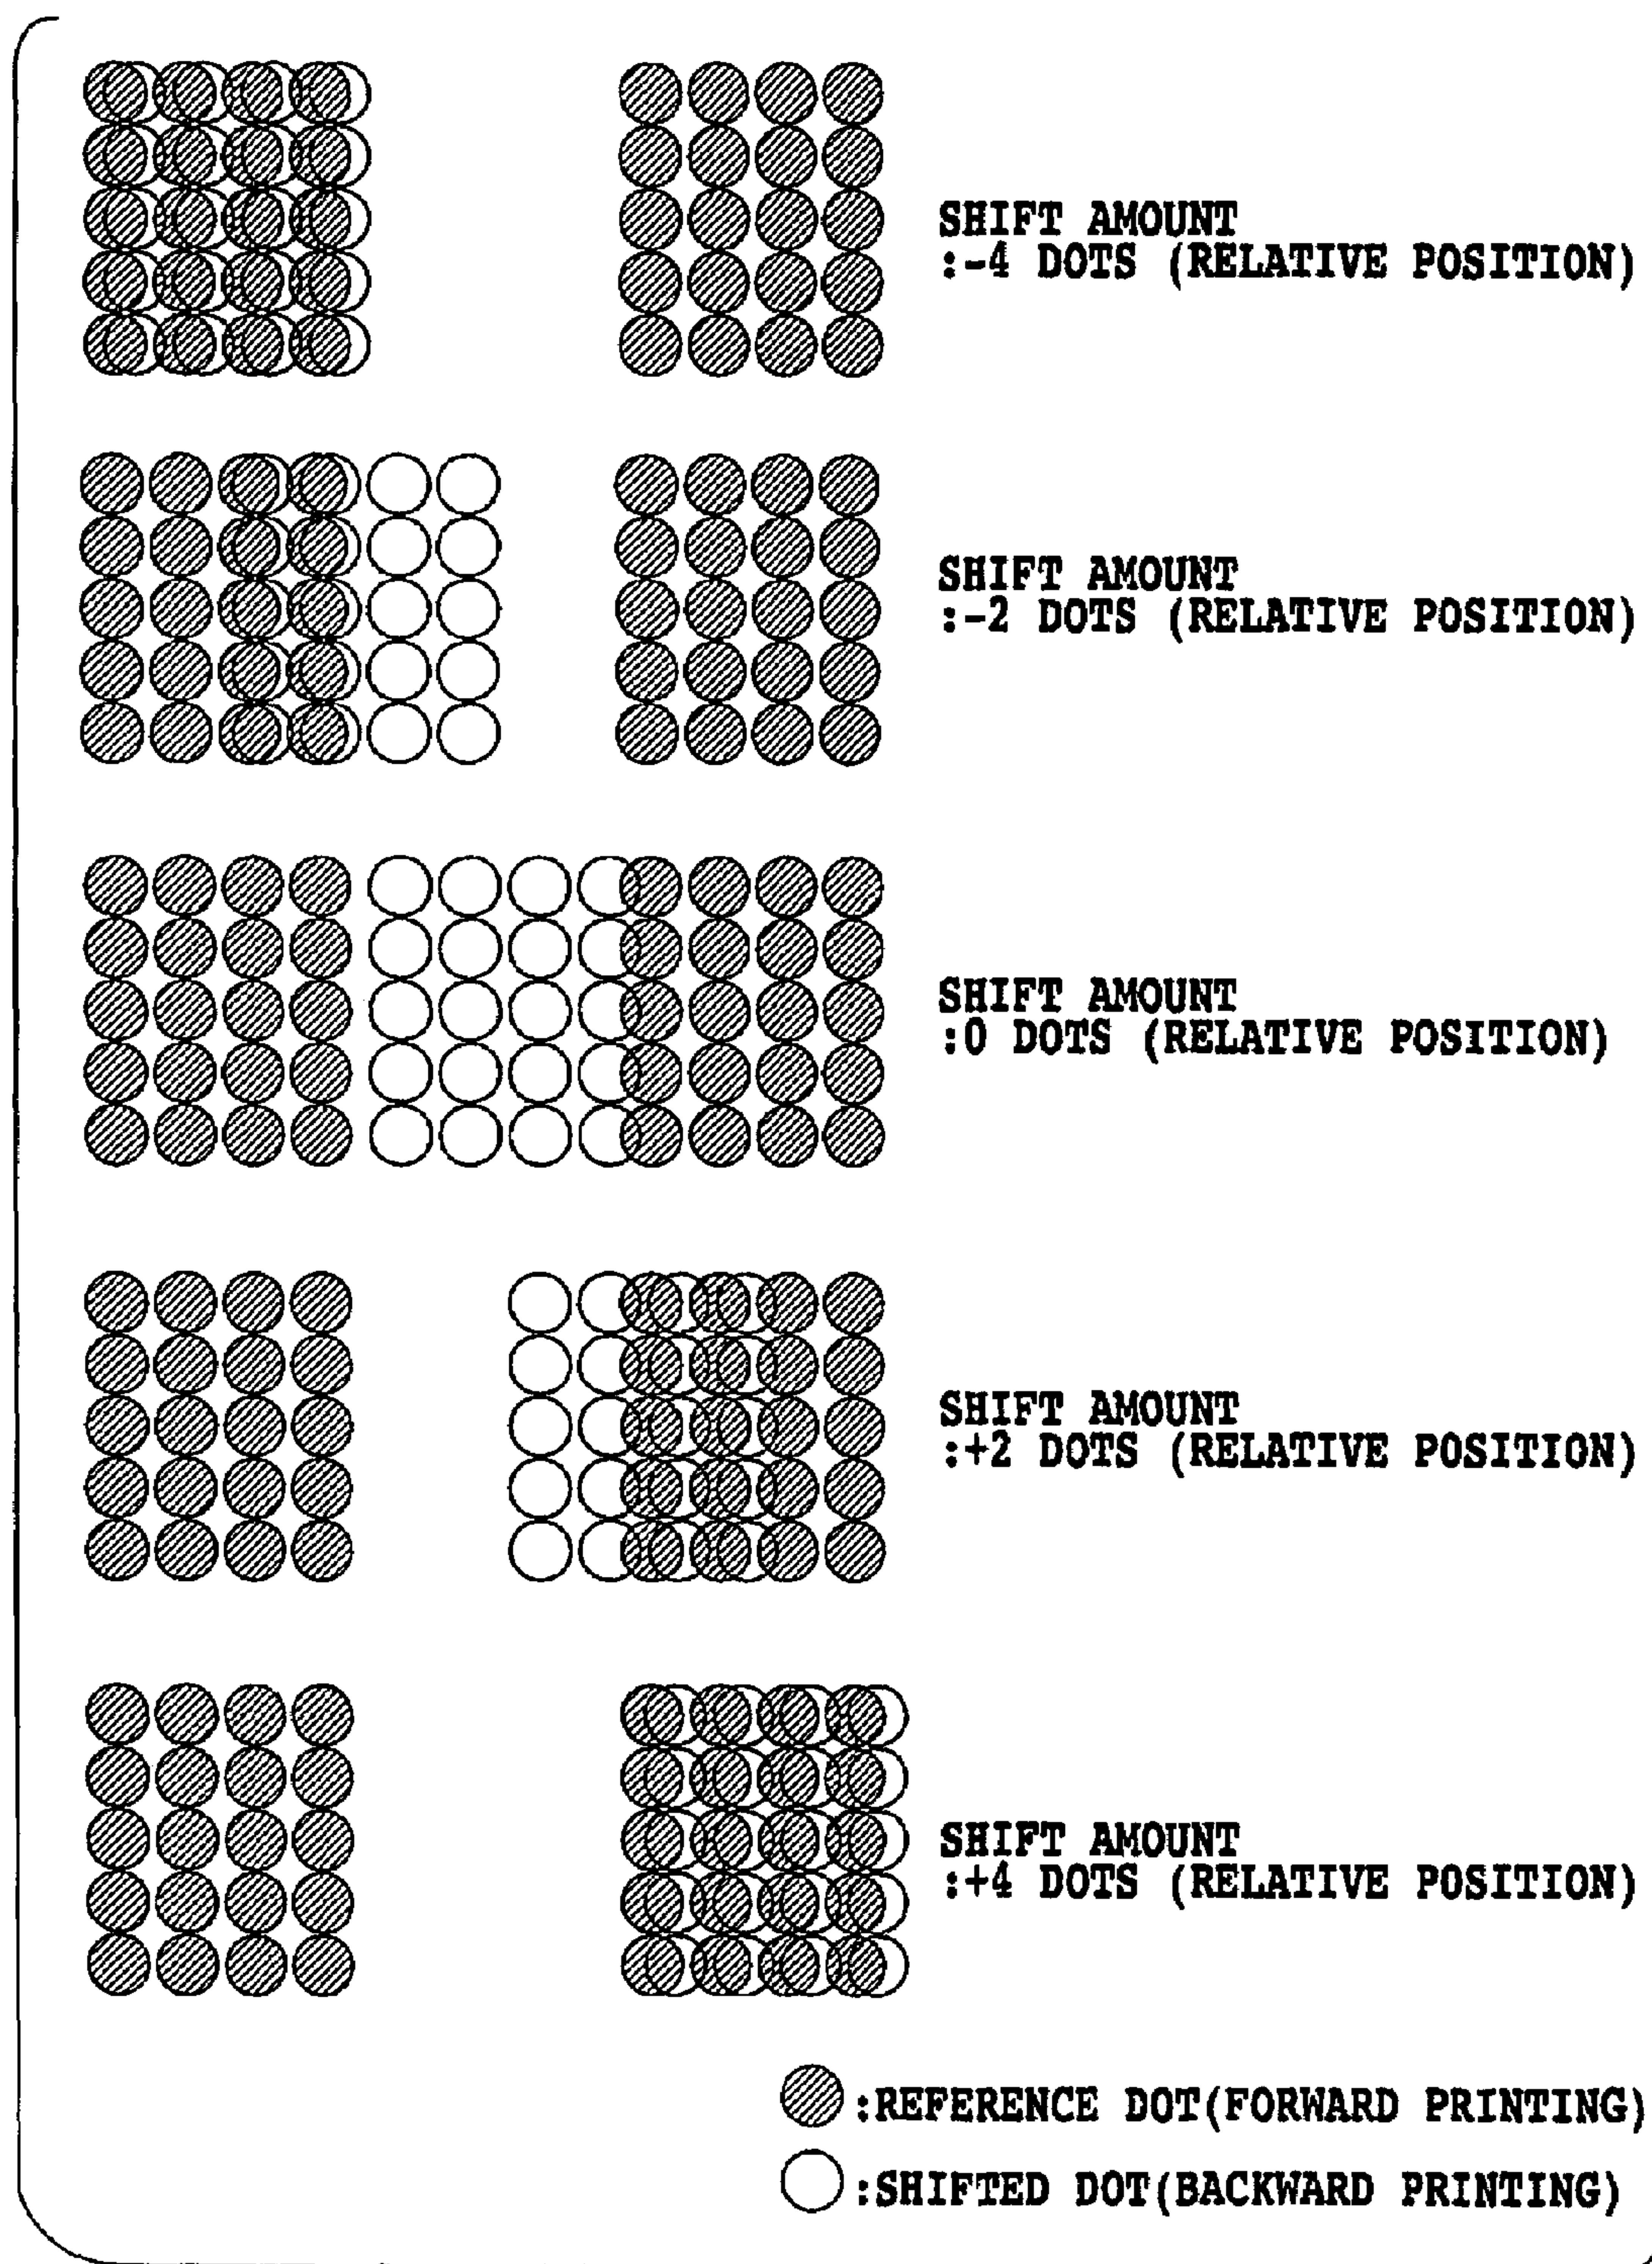 SHIFT AMOUNT
:-4 DOTS (RELATIVE POSITION)
SHIFT AMOUNT
:-2 DOTS (RELATIVE POSITION)
SHIFT AMOUNT
:0 DOTS (RELATIVE POSITION)
SHIFT AMOUNT
:+2 DOTS (RELATIVE POSITION)
SHIFT AMOUNT
:+4 DOTS (RELATIVE POSITION)
:REFERENCE DOT(FORWARD PRINTING)
:SHIFTED DOT(BACKWARD PRINTING)